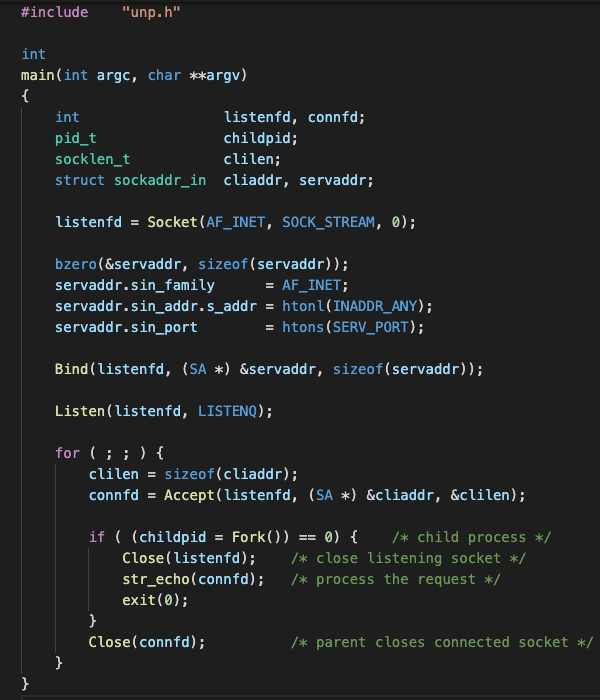 #include    "unp.h"

int
main(int argc, char **argv)
{
    int                 listenfd, connfd;
    pid_t               childpid;
    socklen_t           clilen;
    struct sockaddr_in  cliaddr, servaddr;

    listenfd = Socket(AF_INET, SOCK_STREAM, 0);

    bzero(&servaddr, sizeof(servaddr));
    servaddr.sin_family      = AF_INET;
    servaddr.sin_addr.s_addr = htonl(INADDR_ANY);
    servaddr.sin_port        = htons(SERV_PORT);

    Bind(listenfd, (SA *) &servaddr, sizeof(servaddr));

    Listen(listenfd, LISTENQ);

    for ( ; ; ) {
        clilen = sizeof(cliaddr);
        connfd = Accept(listenfd, (SA *) &cliaddr, &clilen);

        if ( (childpid = Fork()) == 0) {    /* child process */
            Close(listenfd);    /* close listening socket */
            str_echo(connfd);   /* process the request */
            exit(0);
        }
        Close(connfd);          /* parent closes connected socket */
    }
}